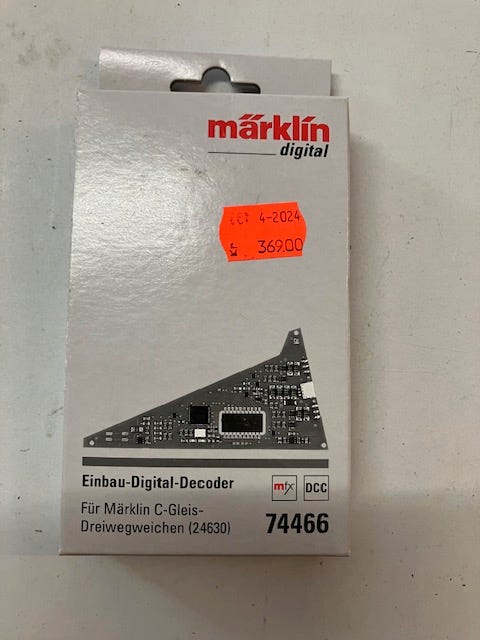 märklin
digital
4-2024
369.00
mfx DCC
Einbau-Digital-Decoder
Für Märklin C-Gleis-
Dreiwegweichen (24630)
74466